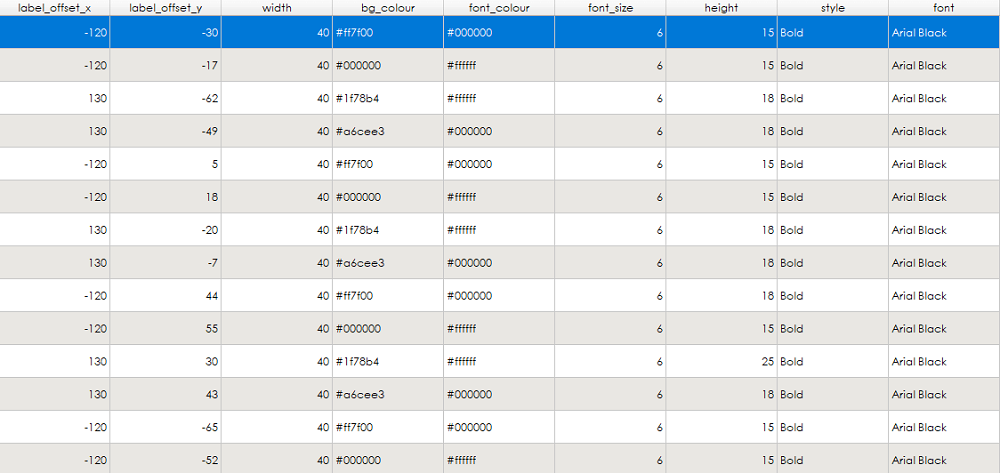 label_offset_x label_offset_y width bg_colour font_colour font_size height style font
-120 -30 40 #ff7f00 #000000 6 15 Bold Arial Black
-120 -17 40 #000000 #ffffff 6 15 Bold Arial Black
130 -62 40 #1f78b4 #ffffff 6 18 Bold Arial Black
130 -49 40 #a6cee3 #000000 6 18 Bold Arial Black
-120 5 40 #ff7f00 #000000 6 15 Bold Arial Black
-120 18 40 #000000 #ffffff 6 15 Bold Arial Black
130 -20 40 #1f78b4 #ffffff 6 18 Bold Arial Black
130 -7 40 #a6cee3 #000000 6 18 Bold Arial Black
-120 44 40 #ff7f00 #000000 6 18 Bold Arial Black
-120 55 40 #000000 #ffffff 6 15 Bold Arial Black
130 30 40 #1f78b4 #ffffff 6 25 Bold Arial Black
130 43 40 #a6cee3 #000000 6 18 Bold Arial Black
-120 -65 40 #ff7f00 #000000 6 15 Bold Arial Black
-120 -52 40 #000000 #ffffff 6 15 Bold Arial Black